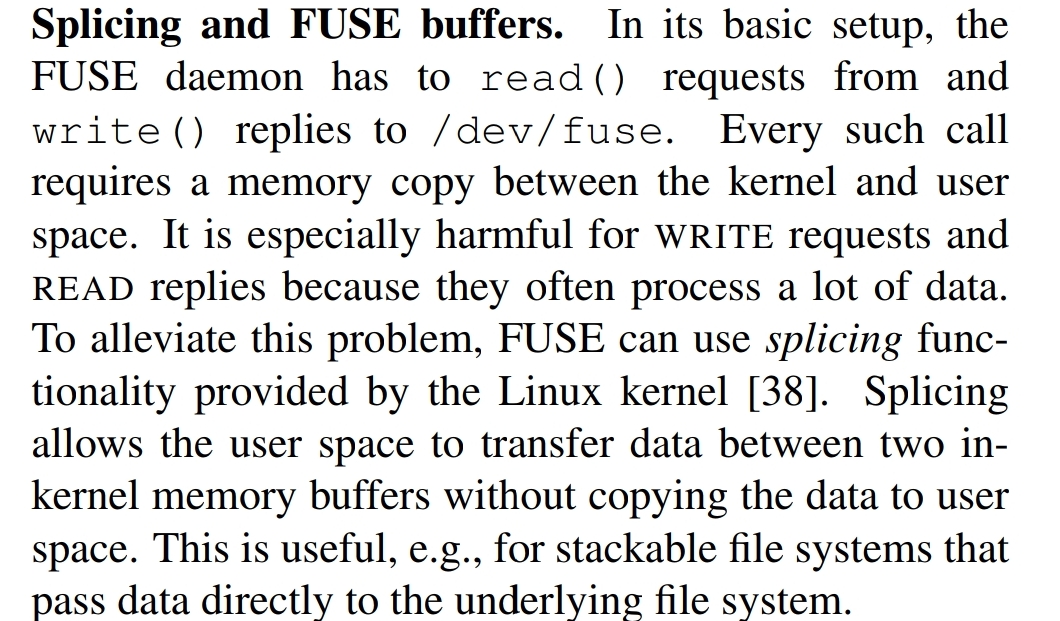 Splicing and FUSE buffers. In its basic setup, the
FUSE daemon has to read() requests from and
write() replies to /dev/fuse. Every such call
requires a memory copy between the kernel and user
space. It is especially harmful for WRITE requests and
READ replies because they often process a lot of data.
To alleviate this problem, FUSE can use splicing func-
tionality provided by the Linux kernel [38]. Splicing
allows the user space to transfer data between two in-
kernel memory buffers without copying the data to user
space. This is useful, e.g., for stackable file systems that
pass data directly to the underlying file system.